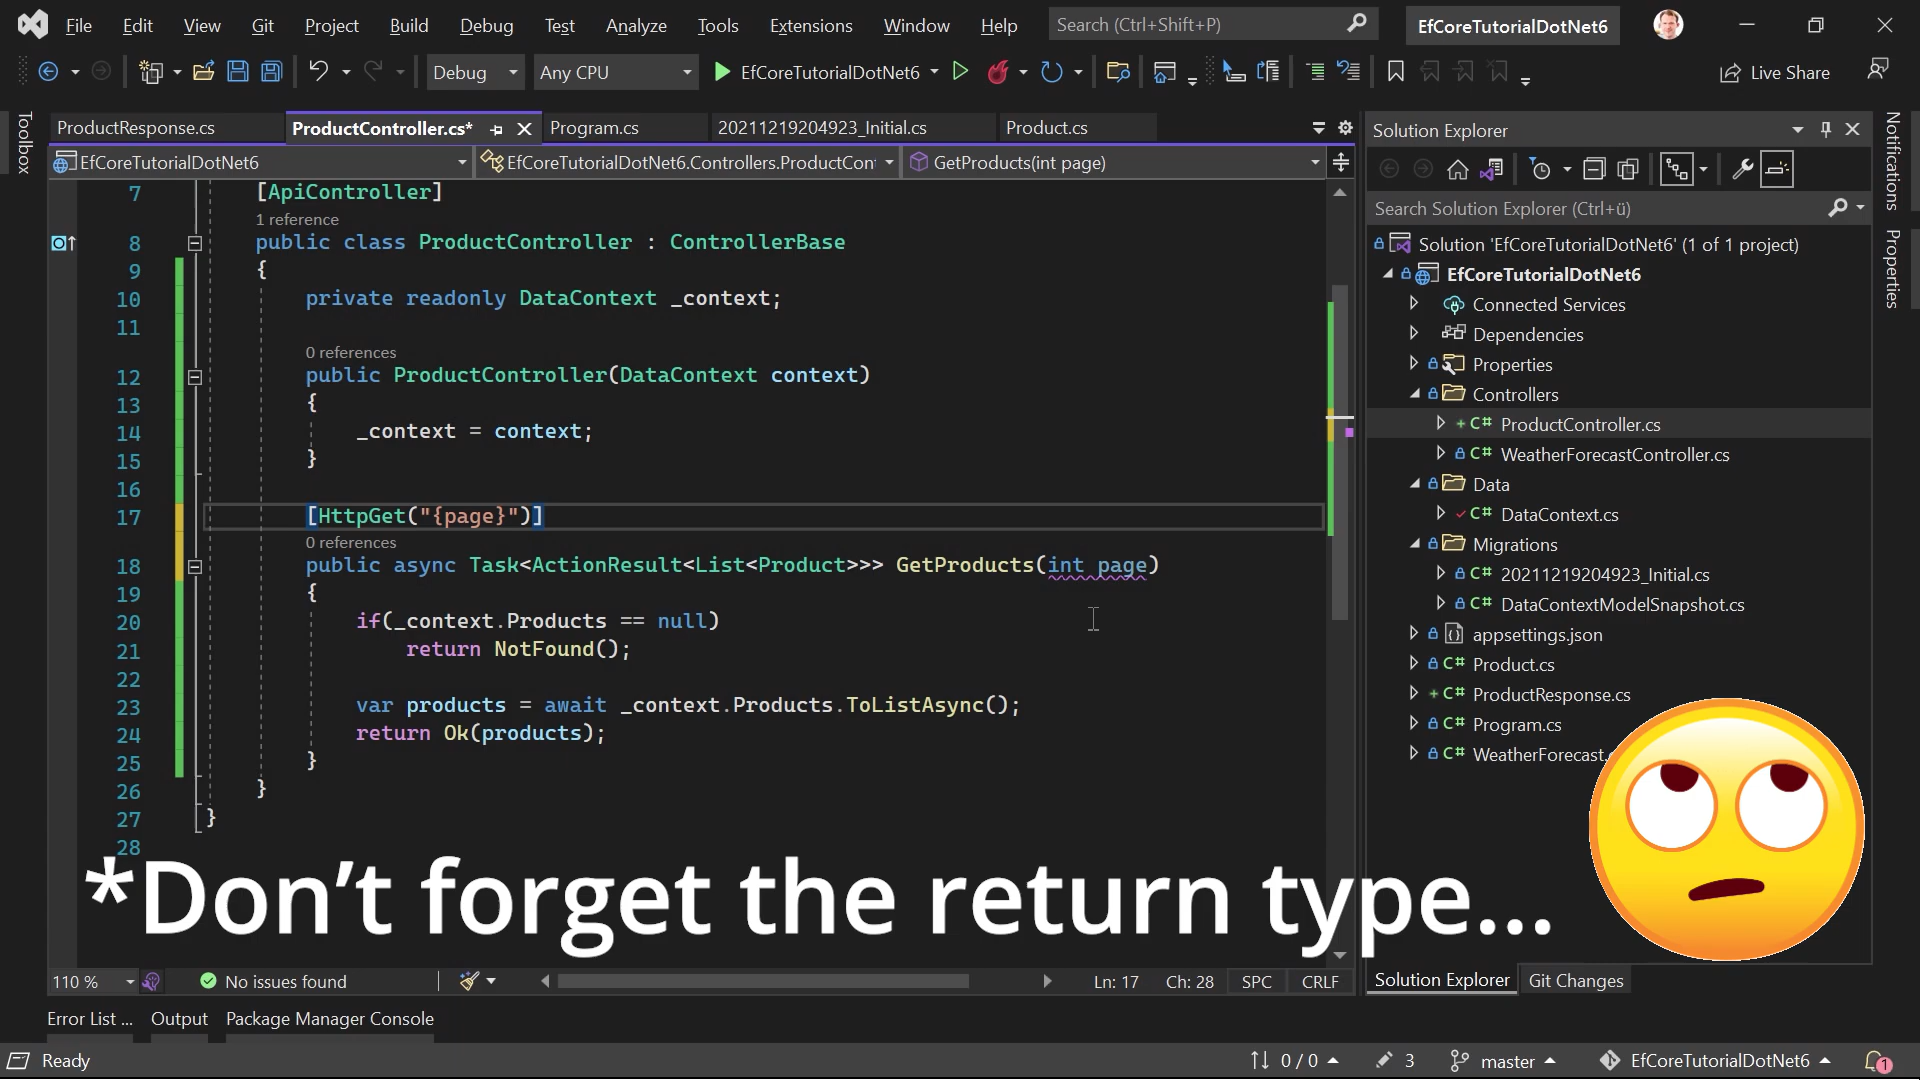 File Edit View Git Project Build Debug Test Analyze Tools Extensions Window Help Search (Ctrl+Shift+P) EfCoreTutorialDotNet6
Debug Any CPU EfCoreTutorialDotNet6 Live Share
Toolbox
ProductResponse.cs ProductController.cs* Program.cs 20211219204923_Initial.cs Product.cs
EfCoreTutorialDotNet6 EfCoreTutorialDotNet6.Controllers.ProductCont GetProducts(int page)
7 [ApiController]
1 reference
8 public class ProductController : ControllerBase
9 {
10 private readonly DataContext _context;
11
0 references
12 public ProductController(DataContext context)
13 {
14 _context = context;
15 }
16
17 [HttpGet("{page}")]
0 references
18 public async Task<ActionResult<List<Product>>> GetProducts(int page)
19 {
20 if(_context.Products == null)
21 return NotFound();
22
23 var products = await _context.Products.ToListAsync();
24 return Ok(products);
25 }
26 }
27 }
28
*Don't forget the return type...
110 % No issues found Ln: 17 Ch: 28 SPC CRLF
Solution Explorer
Search Solution Explorer (Ctrl+ü)
Solution 'EfCoreTutorialDotNet6' (1 of 1 project)
EfCoreTutorialDotNet6
Connected Services
Dependencies
Properties
Controllers
C# ProductController.cs
C# WeatherForecastController.cs
Data
C# DataContext.cs
Migrations
C# 20211219204923_Initial.cs
C# DataContextModelSnapshot.cs
appsettings.json
C# Product.cs
C# ProductResponse.cs
C# Program.cs
C# WeatherForecast.
Solution Explorer Git Changes
Notifications
Properties
Error List ... Output Package Manager Console
Ready 0 / 0 3 master EfCoreTutorialDotNet6 1